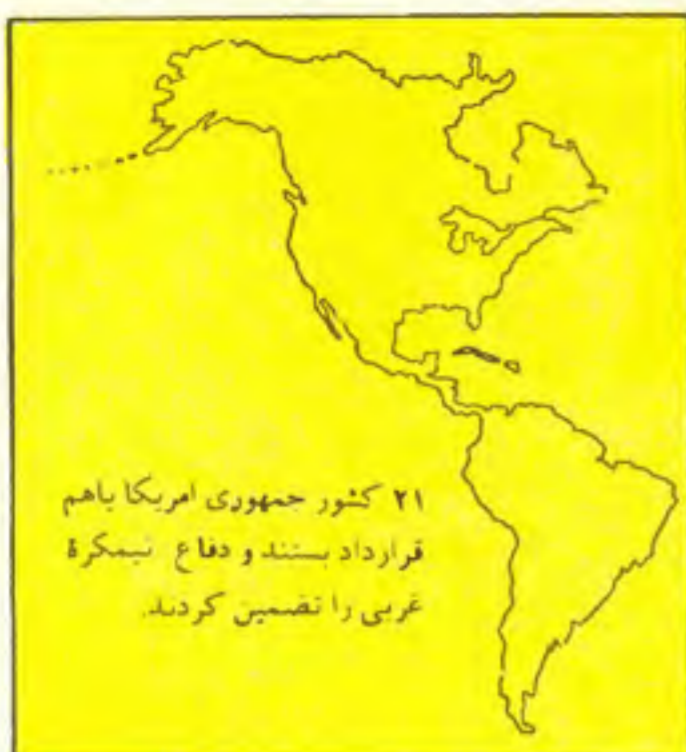 ۲۱ کشور جمهوری امریکا باهم
قرارداد بستند و دفاع نیمکرهٔ
غربی را تضمین کردند.